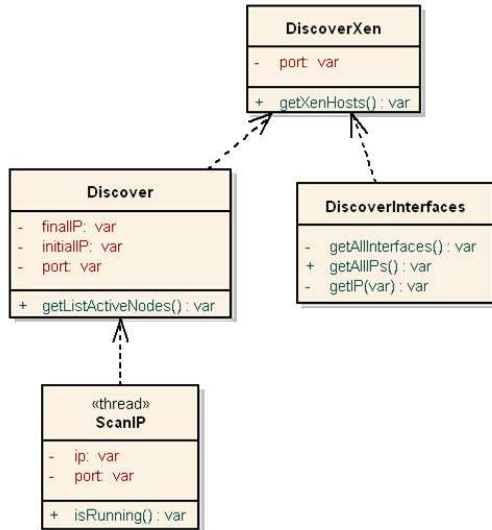 DiscoverXen
- port: var
+ getXenHosts() : var
Discover
- finalIP: var
- initialIP: var
- port: var
+ getListActiveNodes() : var
DiscoverInterfaces
- getAllInterfaces() : var
+ getAllIPs() : var
- getIP(var) : var
«thread»
ScanIP
- ip: var
- port: var
+ isRunning() : var